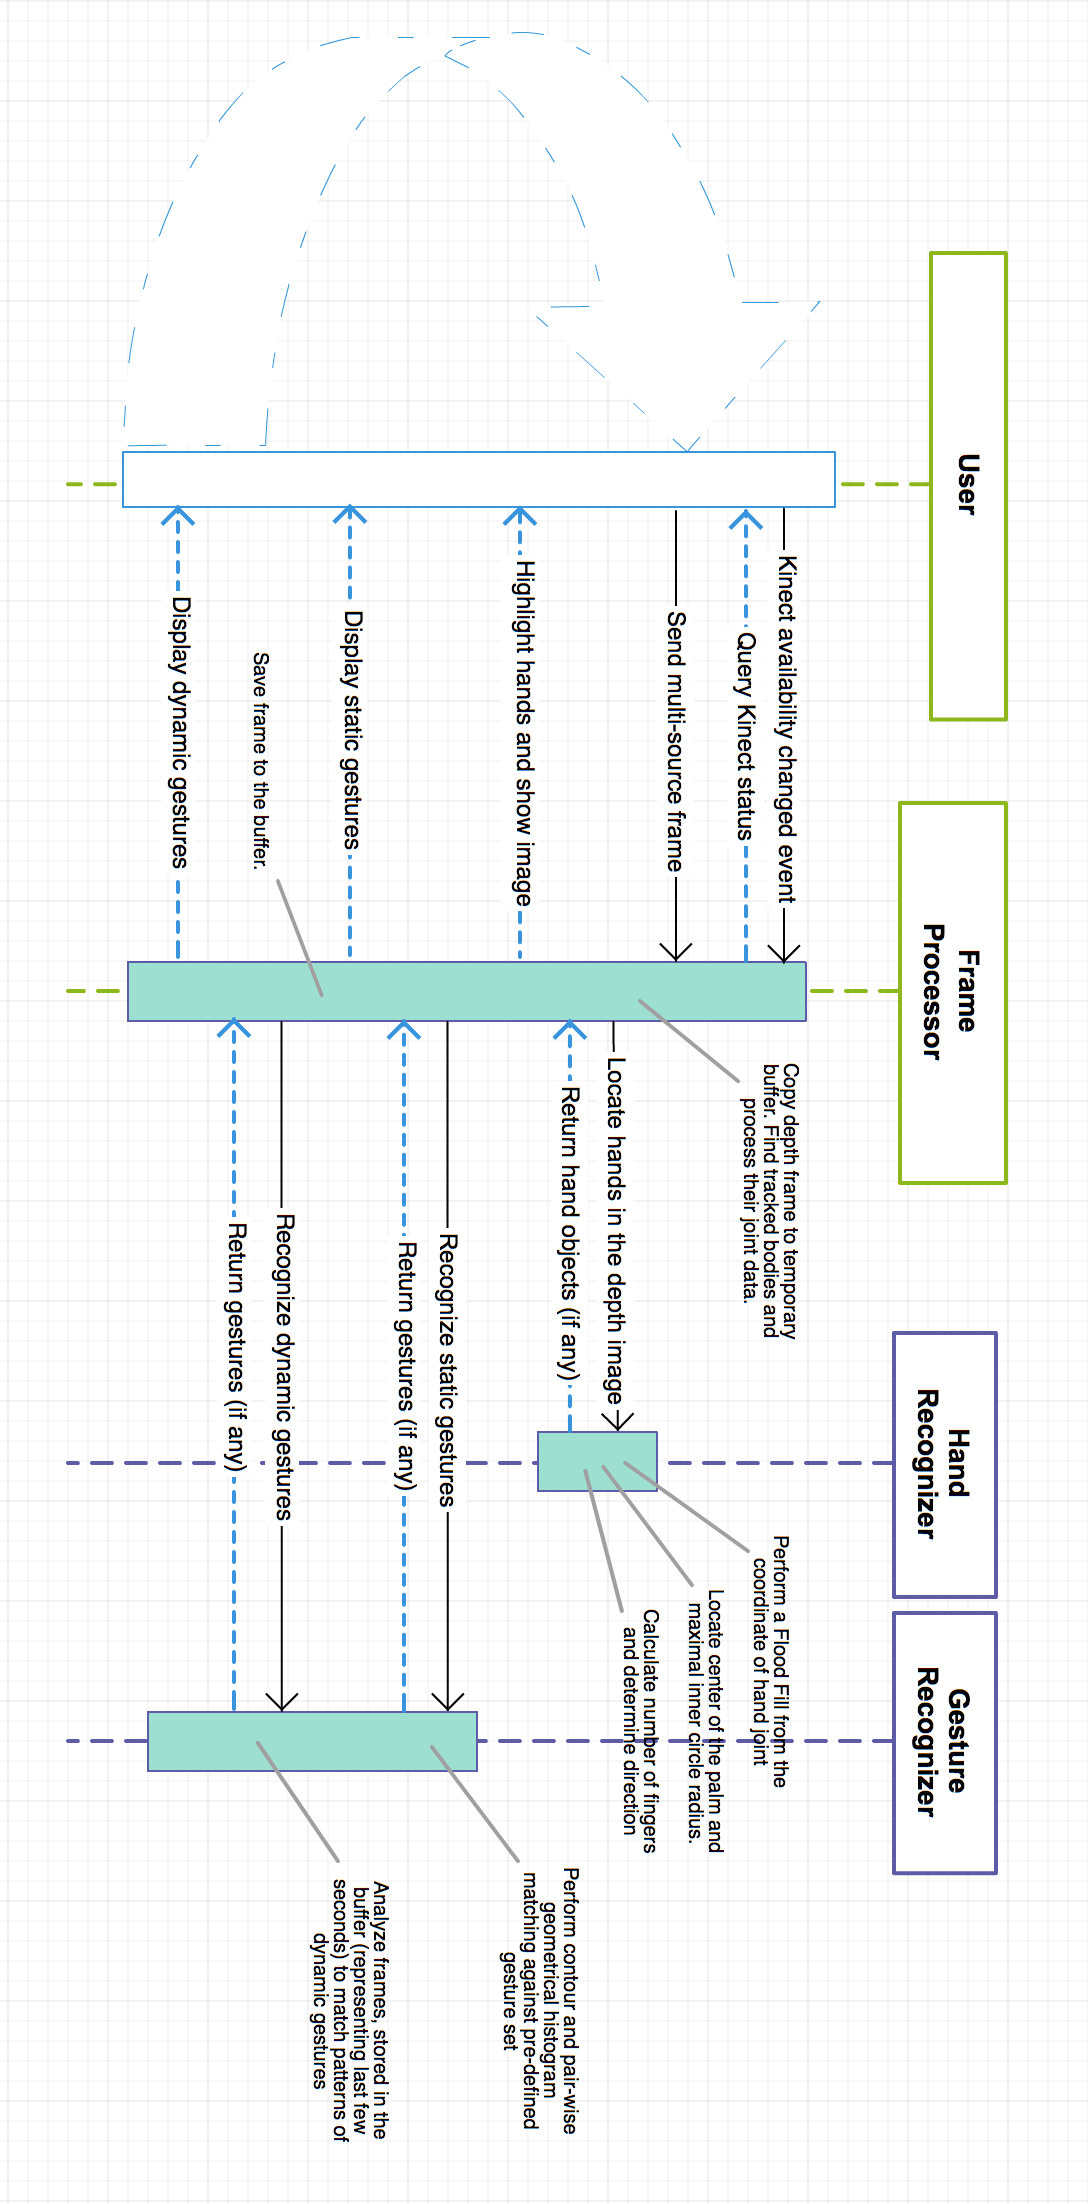 User
Frame
Processor
Hand
Recognizer
Gesture
Recognizer
Kinect availability changed event
Query Kinect status
Send multi-source frame
Copy depth frame to temporary
buffer. Find tracked bodies and
process their joint data.
Locate hands in the depth image
Perform a Flood Fill from the
coordinate of hand joint
Locate center of the palm and
maximal inner circle radius.
Calculate number of fingers
and determine direction
Return hand objects (if any)
Highlight hands and show image
Recognize static gestures
Perform contour and pair-wise
geometrical histogram
matching against pre-defined
gesture set
Return gestures (if any)
Display static gestures
Save frame to the buffer.
Recognize dynamic gestures
Analyze frames, stored in the
buffer (representing last few
seconds) to match patterns of
dynamic gestures
Return gestures (if any)
Display dynamic gestures